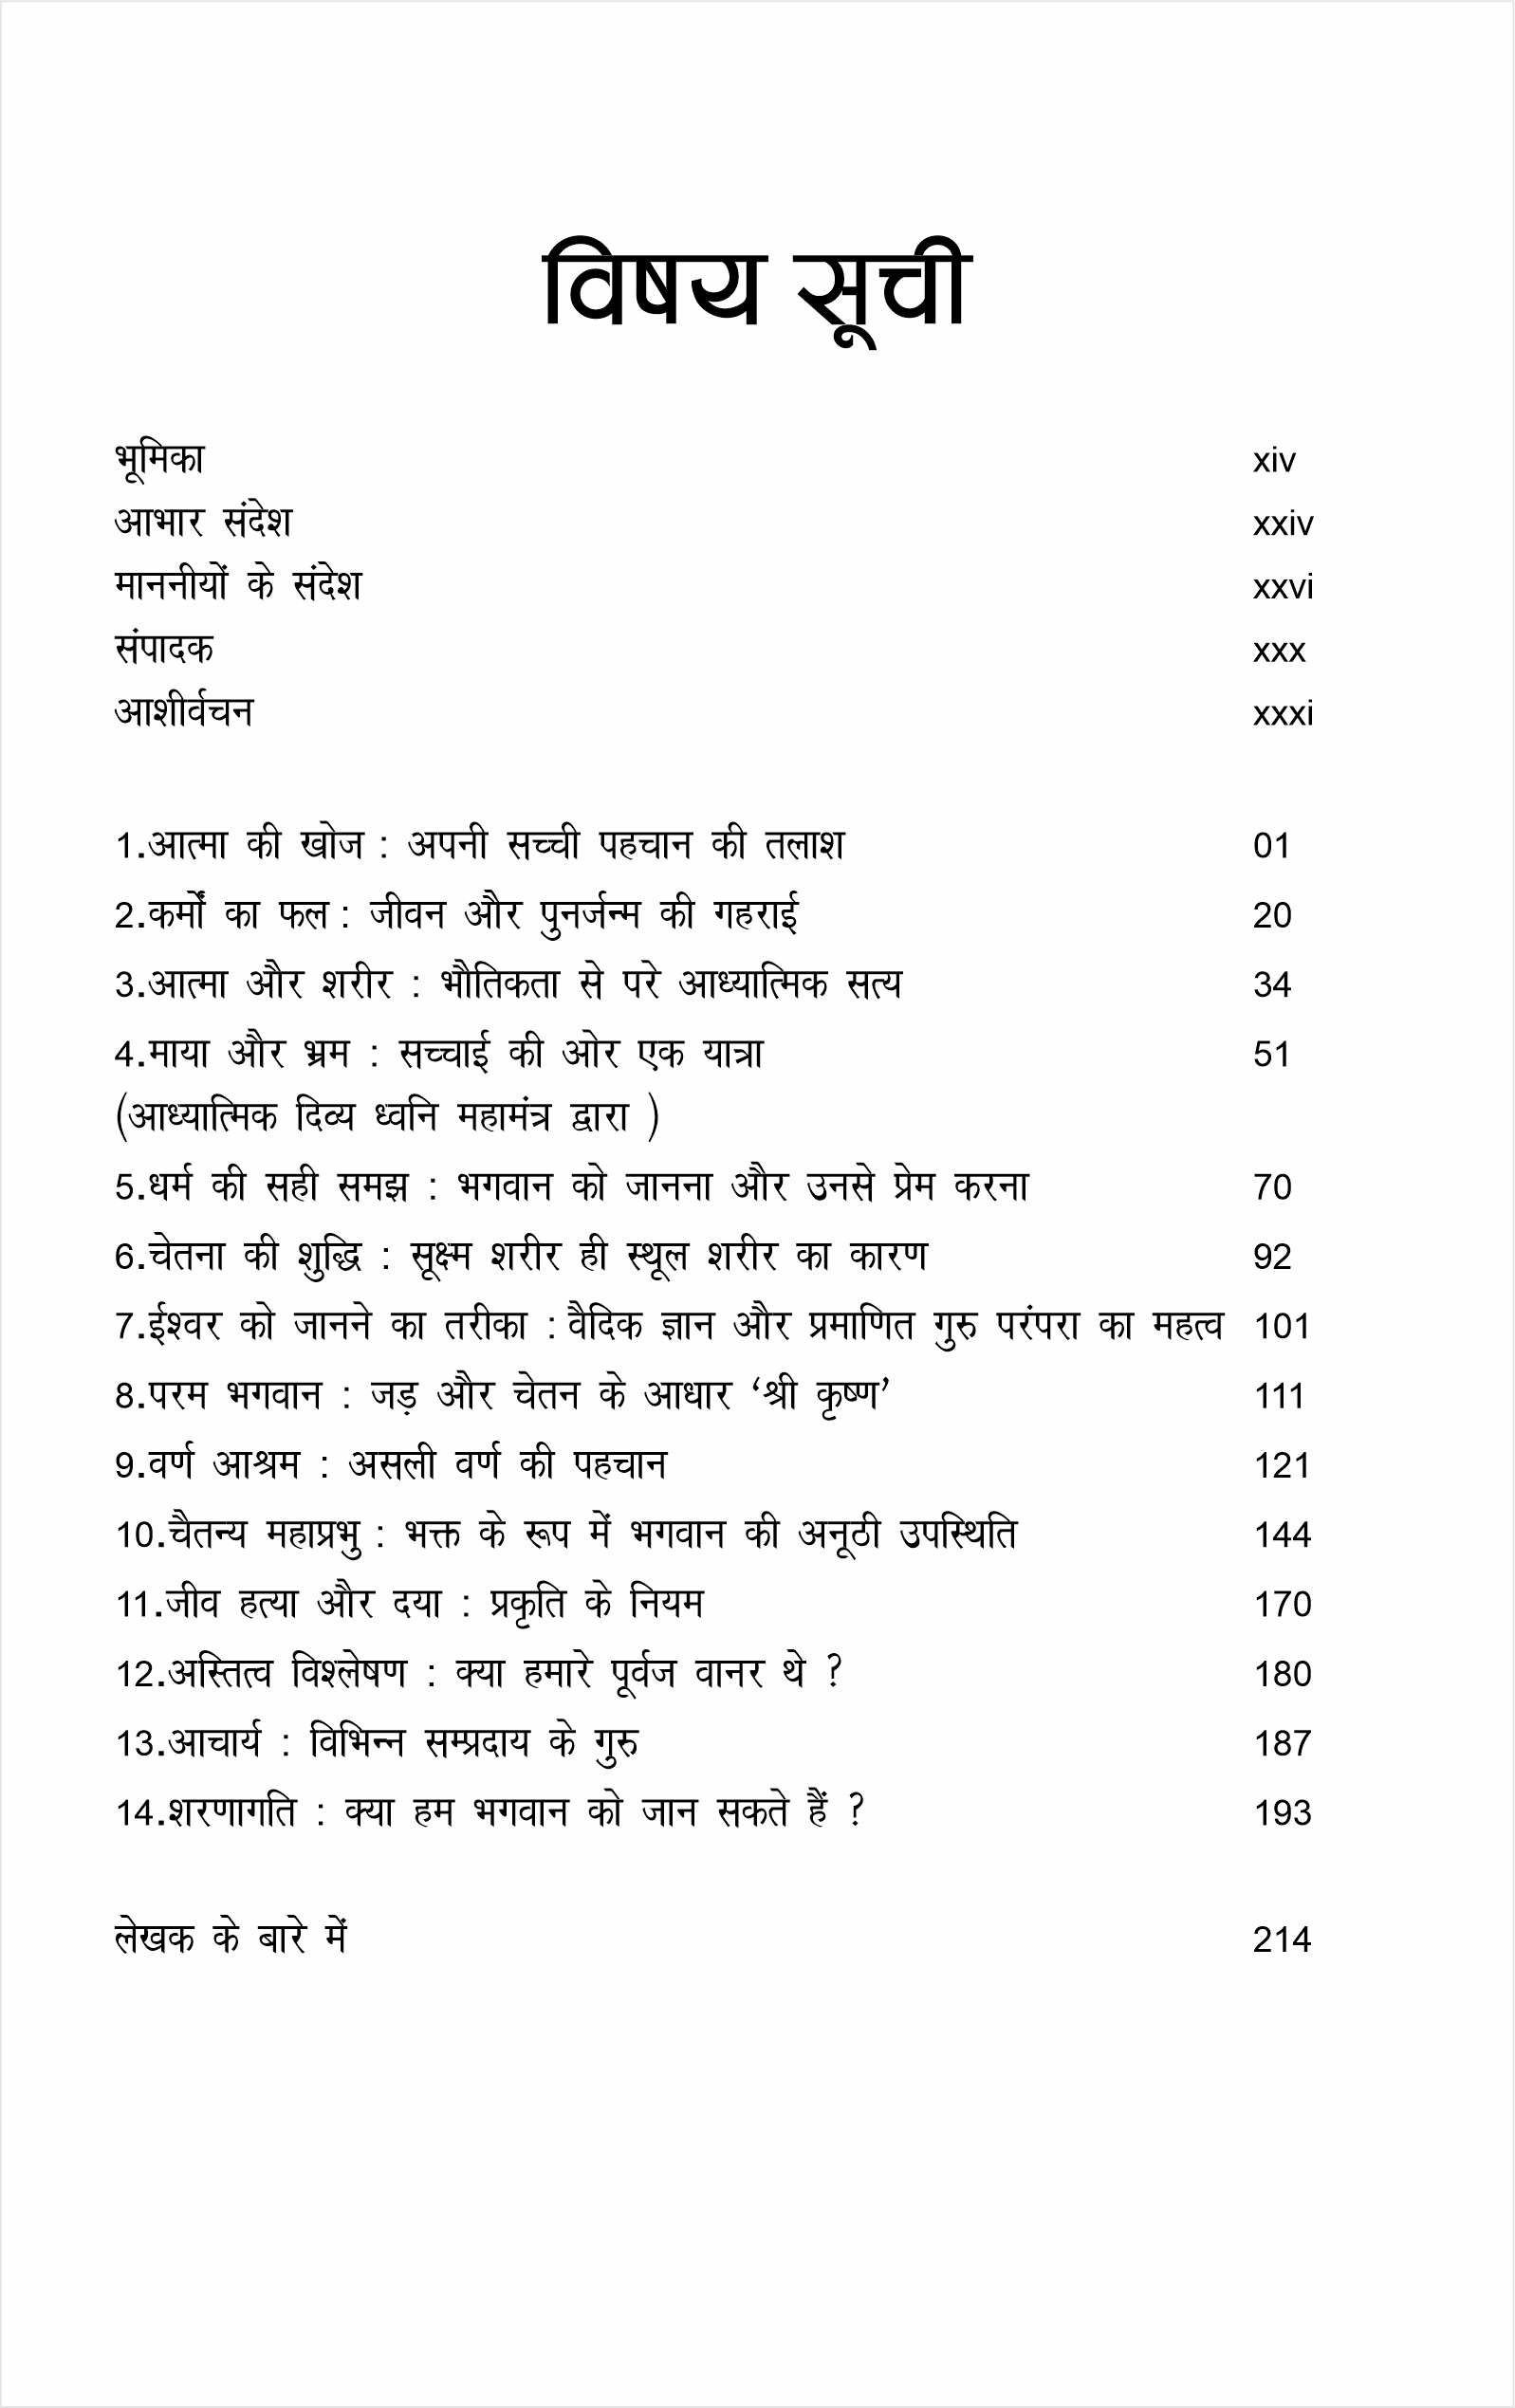 विषय सूची
भूमिका xiv
आभार संदेश xxiv
माननीयों के संदेश xxvi
संपादक xxx
आशीर्वचन xxxi
1.आत्मा की खोज : अपनी सच्ची पहचान की तलाश 01
2.कर्मों का फल : जीवन और पुनर्जन्म की गहराई 20
3.आत्मा और शरीर : भौतिकता से परे आध्यात्मिक सत्य 34
4.माया और भ्रम : सच्चाई की ओर एक यात्रा 51
(आध्यात्मिक दिव्य ध्वनि महामंत्र द्वारा )
5.धर्म की सही समझ : भगवान को जानना और उनसे प्रेम करना 70
6.चेतना की शुद्धि : सूक्ष्म शरीर ही स्थूल शरीर का कारण 92
7.ईश्वर को जानने का तरीका : वैदिक ज्ञान और प्रमाणित गुरु परंपरा का महत्व 101
8.परम भगवान : जड़ और चेतन के आधार ‘श्री कृष्ण’ 111
9.वर्ण आश्रम : असली वर्ण की पहचान 121
10.चैतन्य महाप्रभु : भक्त के रूप में भगवान की अनूठी उपस्थिति 144
11.जीव हत्या और दया : प्रकृति के नियम 170
12.अस्तित्व विश्लेषण : क्या हमारे पूर्वज वानर थे ? 180
13.आचार्य : विभिन्न सम्प्रदाय के गुरु 187
14.शरणागति : क्या हम भगवान को जान सकते हैं ? 193
लेखक के बारे में 214